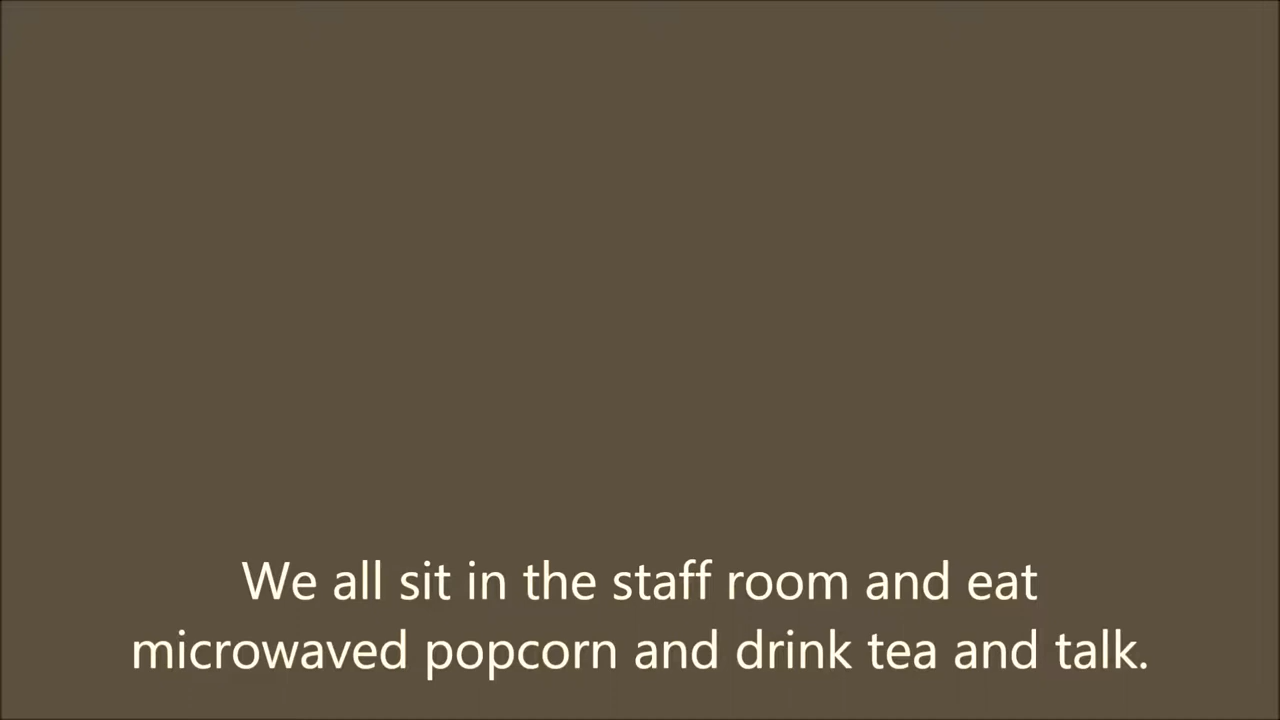 We all sit in the staff room and eat
microwaved popcorn and drink tea and talk.